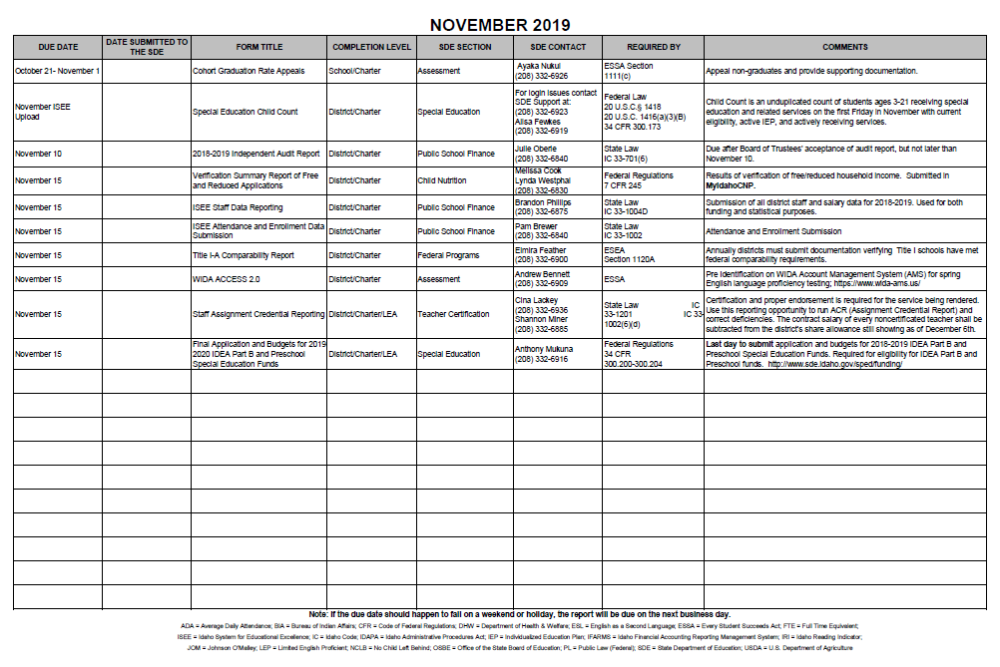 NOVEMBER 2019
DUE DATE
DATE SUBMITTED TO
THE SDE
FORM TITLE
COMPLETION LEVEL
SDE SECTION
SDE CONTACT
REQUIRED BY
COMMENTS
October 21- November 1
Cohort Graduation Rate Appeals
School/Charter
Assessment
Ayaka Nukui
(208) 332-6926
ESSA Section
1111(c)
Appeal non-graduates and provide supporting documentation.
November ISEE
Upload
Special Education Child Count
District/Charter
Special Education
For login issues contact
SDE Support at:
(208) 332-6923
Alisa Fewkes
(208) 332-6919
Federal Law
20 U.S.C.§ 1418
20 U.S.C. 1416(a)(3)(B)
34 CFR 300.173
Child Count is an unduplicated count of students ages 3-21 receiving special
education and related services on the first Friday in November with current
eligibility, active IEP, and actively receiving services.
November 10
2018-2019 Independent Audit Report
District/Charter
Public School Finance
Julie Oberle
(208) 332-6840
State Law
IC 33-701(6)
Due after Board of Trustees' acceptance of audit report, but not later than
November 10.
November 15
Verification Summary Report of Free
and Reduced Applications
District/Charter
Child Nutrition
Melissa Cook
Lynda Westphal
(208) 332-6830
Federal Regulations
7 CFR 245
Results of verification of free/reduced household income. Submitted in
MyIdahoCNP.
November 15
ISEE Staff Data Reporting
District/Charter
Public School Finance
Brandon Phillips
(208) 332-6875
State Law
IC 33-1004D
Submission of all district staff and salary data for 2018-2019. Used for both
funding and statistical purposes.
November 15
ISEE Attendance and Enrollment Data
Submission
District/Charter
Public School Finance
Pam Brewer
(208) 332-6840
State Law
IC 33-1002
Attendance and Enrollment Submission
November 15
Title I-A Comparability Report
District/Charter
Federal Programs
Elmira Feather
(208) 332-6900
ESEA
Section 1120A
Annually districts must submit documentation verifying Title I schools have met
federal comparability requirements.
November 15
WIDA ACCESS 2.0
District/Charter
Assessment
Andrew Bennett
(208) 332-6909
ESSA
Pre Identification on WIDA Account Management System (AMS) for spring
English language proficiency testing; https://www.wida-ams.us/
November 15
Staff Assignment Credential Reporting
District/Charter/LEA
Teacher Certification
Cina Lackey
(208) 332-6936
Shannon Miner
(208) 332-6885
State Law IC
33-1201 IC 33-
1002(6)(d)
Certification and proper endorsement is required for the service being rendered.
Use this reporting opportunity to run ACR (Assignment Credential Report) and
correct deficiencies. The contract salary of every noncertificated teacher shall be
subtracted from the district's share allowance still showing as of December 6th.
November 15
Final Application and Budgets for 2019
2020 IDEA Part B and Preschool
Special Education Funds
District/Charter/LEA
Special Education
Anthony Mukuna
(208) 332-6916
Federal Regulations
34 CFR
300.200-300.204
Last day to submit application and budgets for 2018-2019 IDEA Part B and
Preschool Special Education Funds. Required for eligibility for IDEA Part B and
Preschool funds. http://www.sde.idaho.gov/sped/funding/
Note: If the due date should happen to fall on a weekend or holiday, the report will be due on the next business day.
ADA = Average Daily Attendance; BIA = Bureau of Indian Affairs; CFR = Code of Federal Regulations; DHW = Department of Health & Welfare; ESL = English as a Second Language; ESSA = Every Student Succeeds Act; FTE = Full Time Equivalent;
ISEE = Idaho System for Educational Excellence; IC = Idaho Code; IDAPA = Idaho Administrative Procedures Act; IEP = Individualized Education Plan; IFARMS = Idaho Financial Accounting Reporting Management System; IRI = Idaho Reading Indicator;
JOM = Johnson O'Malley; LEP = Limited English Proficient; NCLB = No Child Left Behind; OSBE = Office of the State Board of Education; PL = Public Law (Federal); SDE = State Department of Education; USDA = U.S. Department of Agriculture